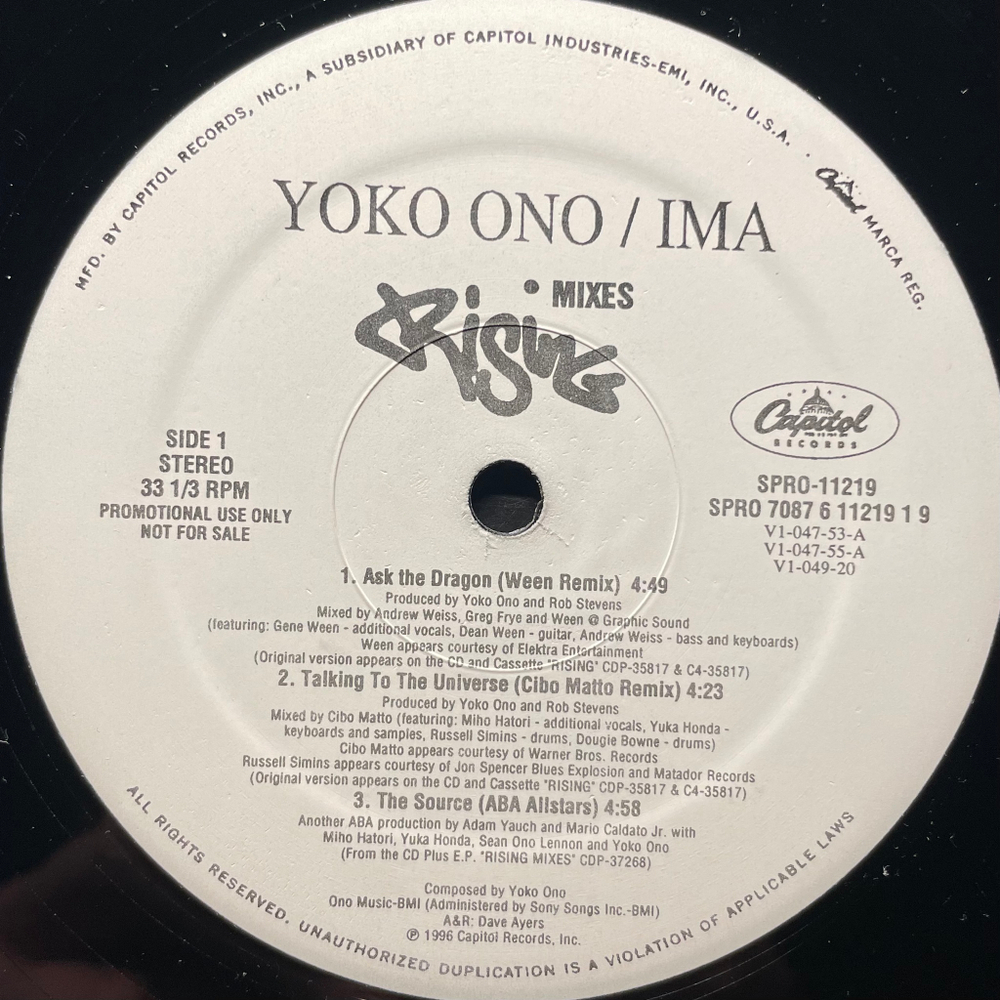 MFD. BY CAPITOL RECORDS, INC., A SUBSIDIARY OF CAPITOL INDUSTRIES-EMI, INC., U.S.A. · Capitol MARCA REG.
YOKO ONO / IMA
Rising MIXES
SIDE 1
STEREO
33 1/3 RPM
PROMOTIONAL USE ONLY
NOT FOR SALE
Capitol
RECORDS
SPRO-11219
SPRO 7087 6 11219 1 9
V1-047-53-A
V1-047-55-A
V1-049-20
1. Ask the Dragon (Ween Remix) 4:49
Produced by Yoko Ono and Rob Stevens
Mixed by Andrew Weiss, Greg Frye and Ween @ Graphic Sound
(featuring: Gene Ween - additional vocals, Dean Ween - guitar, Andrew Weiss - bass and keyboards)
Ween appears courtesy of Elektra Entertainment
(Original version appears on the CD and Cassette "RISING" CDP-35817 & C4-35817)
2. Talking To The Universe (Cibo Matto Remix) 4:23
Produced by Yoko Ono and Rob Stevens
Mixed by Cibo Matto (featuring: Miho Hatori - additional vocals, Yuka Honda -
keyboards and samples, Russell Simins - drums, Dougie Bowne - drums)
Cibo Matto appears courtesy of Warner Bros. Records
Russell Simins appears courtesy of Jon Spencer Blues Explosion and Matador Records
(Original version appears on the CD and Cassette "RISING" CDP-35817 & C4-35817)
3. The Source (ABA Allstars) 4:58
Another ABA production by Adam Yauch and Mario Caldato Jr. with
Miho Hatori, Yuka Honda, Sean Ono Lennon and Yoko Ono
(From the CD Plus E.P. "RISING MIXES" CDP-37268)
Composed by Yoko Ono
Ono Music-BMI (Administered by Sony Songs Inc.-BMI)
A&R: Dave Ayers
℗ 1996 Capitol Records, Inc.
ALL RIGHTS RESERVED. UNAUTHORIZED DUPLICATION IS A VIOLATION OF APPLICABLE LAWS